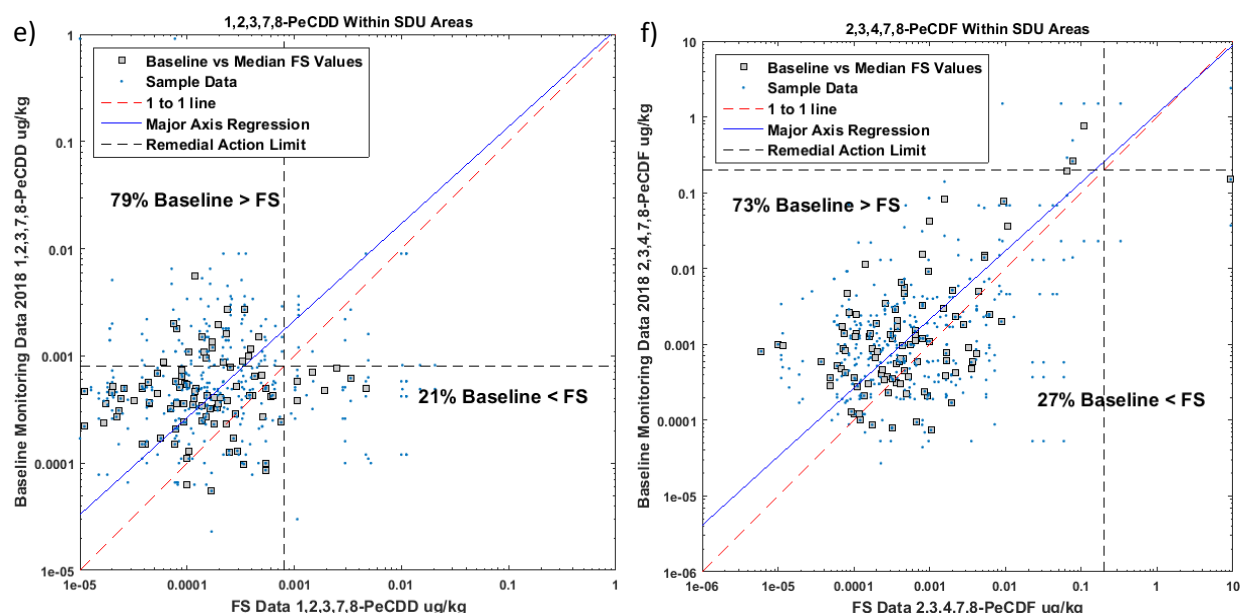 e)
1,2,3,7,8-PeCDD Within SDU Areas
Baseline Monitoring Data 2018 1,2,3,7,8-PeCDD ug/kg
1
0.1
0.01
0.001
0.0001
1e-05
Baseline vs Median FS Values
Sample Data
1 to 1 line
Major Axis Regression
Remedial Action Limit
79% Baseline > FS
21% Baseline < FS
1e-05 0.0001 0.001 0.01 0.1 1
FS Data 1,2,3,7,8-PeCDD ug/kg
f)
2,3,4,7,8-PeCDF Within SDU Areas
Baseline Monitoring Data 2018 2,3,4,7,8-PeCDF ug/kg
10
1
0.1
0.01
0.001
0.0001
1e-05
1e-06
Baseline vs Median FS Values
Sample Data
1 to 1 line
Major Axis Regression
Remedial Action Limit
73% Baseline > FS
27% Baseline < FS
1e-06 1e-05 0.0001 0.001 0.01 0.1 1 10
FS Data 2,3,4,7,8-PeCDF ug/kg